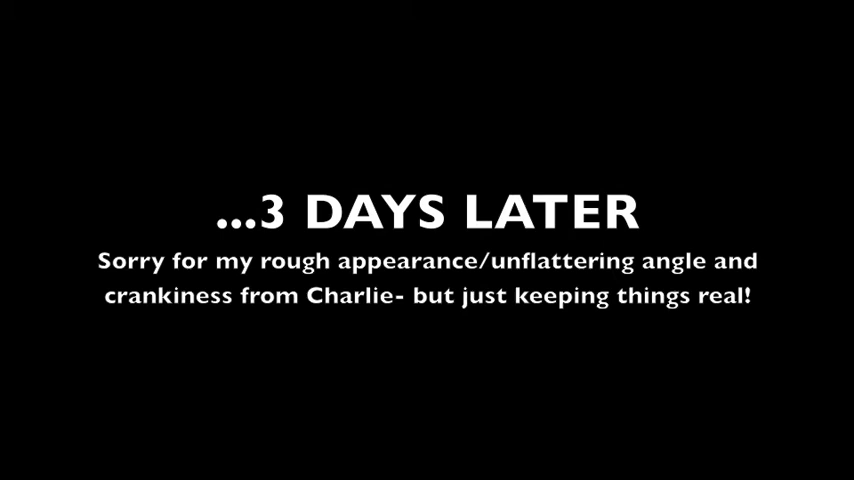 ...3 DAYS LATER
Sorry for my rough appearance/unflattering angle and
crankiness from Charlie- but just keeping things real!